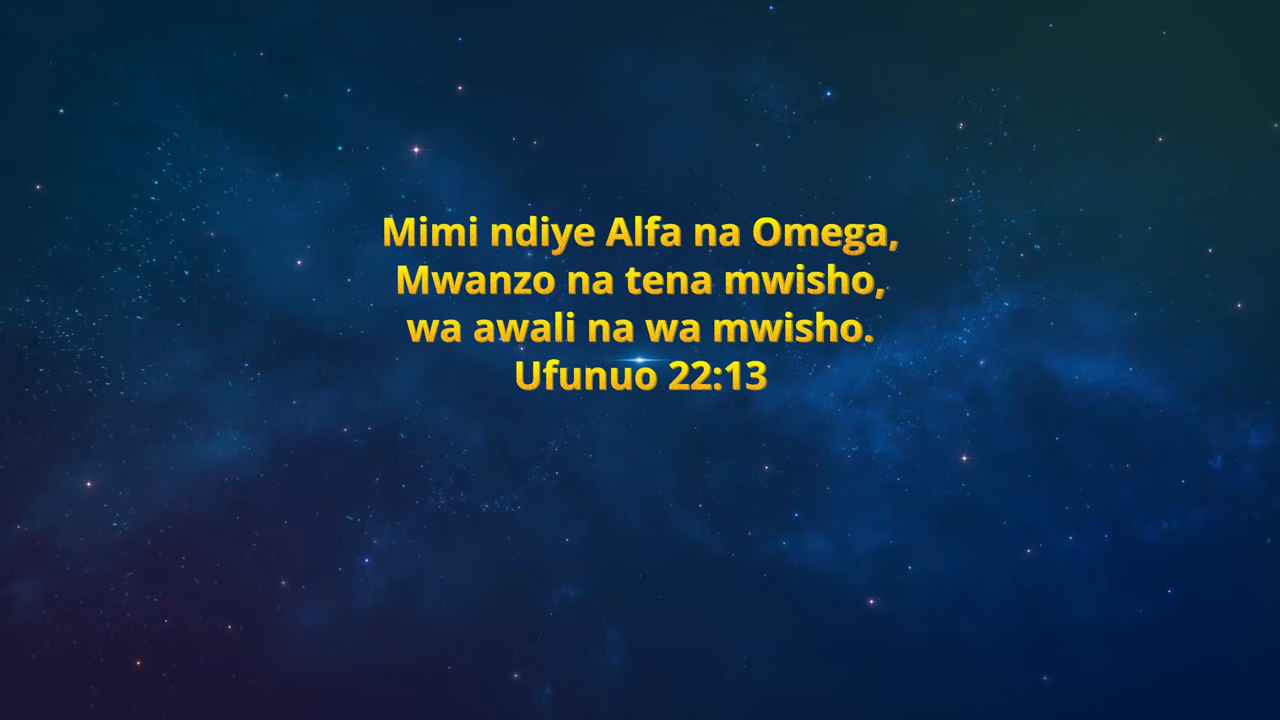 Mimi ndiye Alfa na Omega,
Mwanzo na tena mwisho,
wa awali na wa mwisho.
Ufunuo 22:13